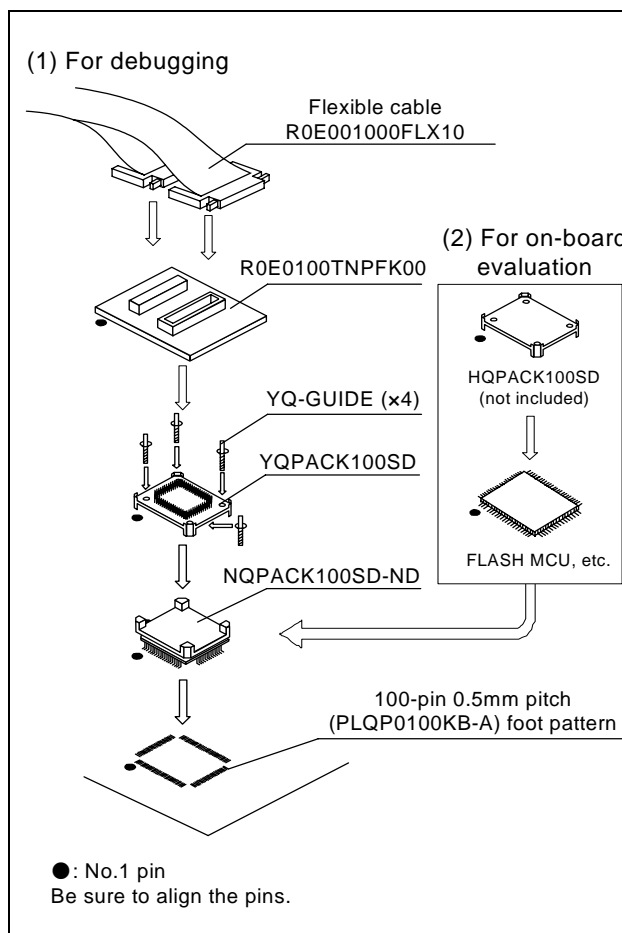 (1) For debugging
Flexible cable
R0E001000FLX10
R0E0100TNPFK00
YQ-GUIDE (×4)
YQPACK100SD
NQPACK100SD-ND
100-pin 0.5mm pitch
(PLQP0100KB-A) foot pattern
(2) For on-board
evaluation
HQPACK100SD
(not included)
FLASH MCU, etc.
●: No.1 pin
Be sure to align the pins.